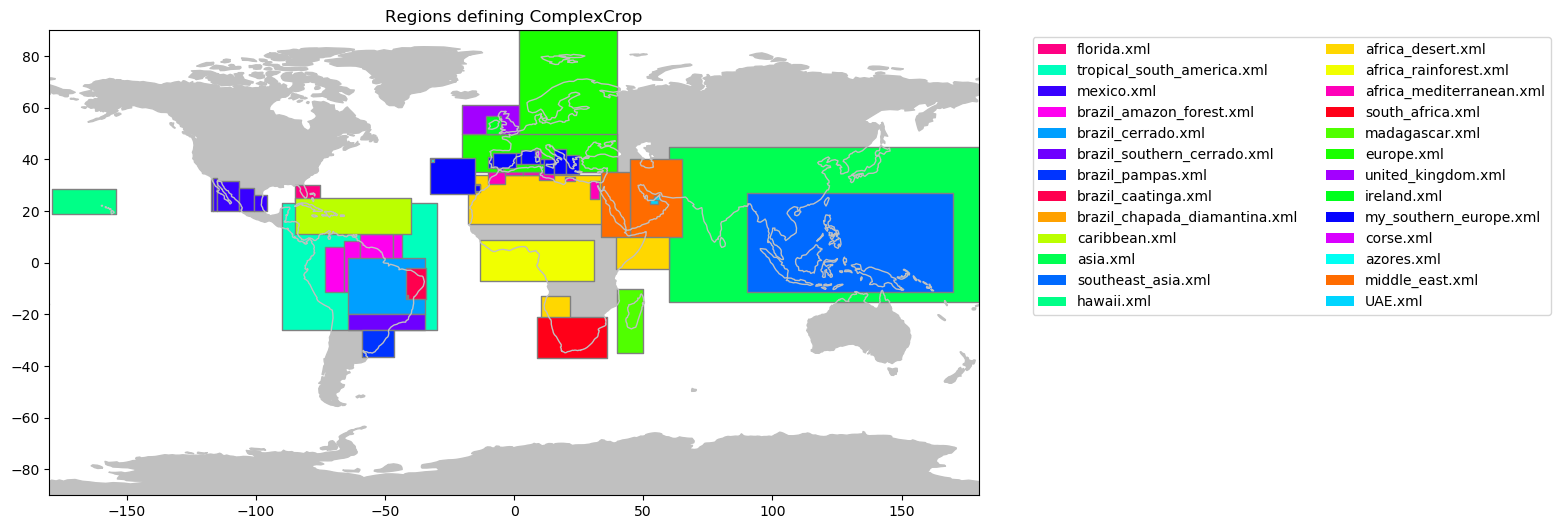 Regions defining ComplexCrop
80
60
40
20
0
−20
−40
−60
−80
−150
−100
−50
0
50
100
150
florida.xml
tropical_south_america.xml
mexico.xml
brazil_amazon_forest.xml
brazil_cerrado.xml
brazil_southern_cerrado.xml
brazil_pampas.xml
brazil_caatinga.xml
brazil_chapada_diamantina.xml
caribbean.xml
asia.xml
southeast_asia.xml
hawaii.xml
africa_desert.xml
africa_rainforest.xml
africa_mediterranean.xml
south_africa.xml
madagascar.xml
europe.xml
united_kingdom.xml
ireland.xml
my_southern_europe.xml
corse.xml
azores.xml
middle_east.xml
UAE.xml